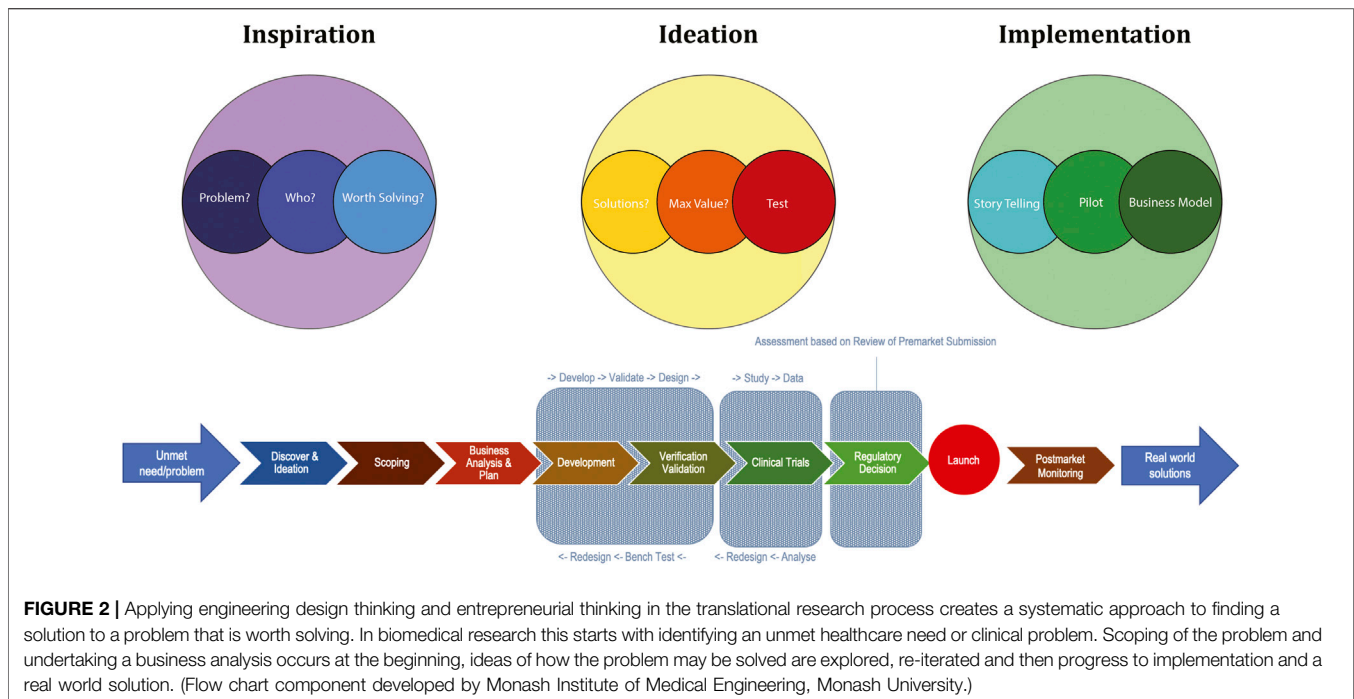 Inspiration
Ideation
Implementation
Problem?
Who?
Worth Solving?
Solutions?
Max Value?
Test
Story Telling
Pilot
Business Model
Assessment based on Review of Premarket Submission
-> Develop -> Validate -> Design ->
-> Study -> Data
Unmet
need/problem
Discover &
Ideation
Scoping
Business
Analysis &
Plan
Development
Verification
Validation
Clinical Trials
Regulatory
Decision
Launch
Postmarket
Monitoring
Real world
solutions
<- Redesign <- Bench Test <-
<- Redesign <- Analyse
FIGURE 2 | Applying engineering design thinking and entrepreneurial thinking in the translational research process creates a systematic approach to finding a
solution to a problem that is worth solving. In biomedical research this starts with identifying an unmet healthcare need or clinical problem. Scoping of the problem and
undertaking a business analysis occurs at the beginning, ideas of how the problem may be solved are explored, re-iterated and then progress to implementation and a
real world solution. (Flow chart component developed by Monash Institute of Medical Engineering, Monash University.)